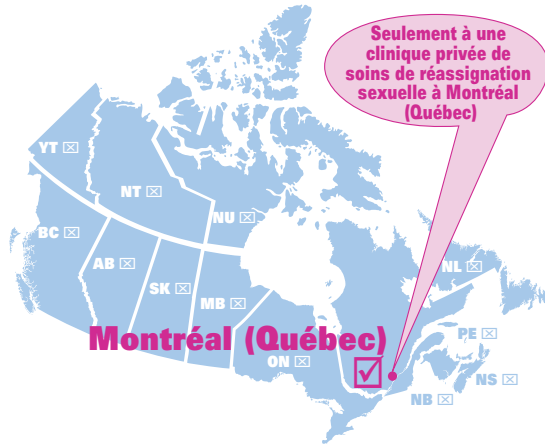 Seulement à une
clinique privée de
soins de réassignation
sexuelle à Montréal
(Québec)
YT ☒
NT ☒
NU ☒
BC ☒
AB ☒
SK ☒
MB ☒
NL ☒
Montréal (Québec)
ON ☒
☑
PE ☒
NS ☒
NB ☒